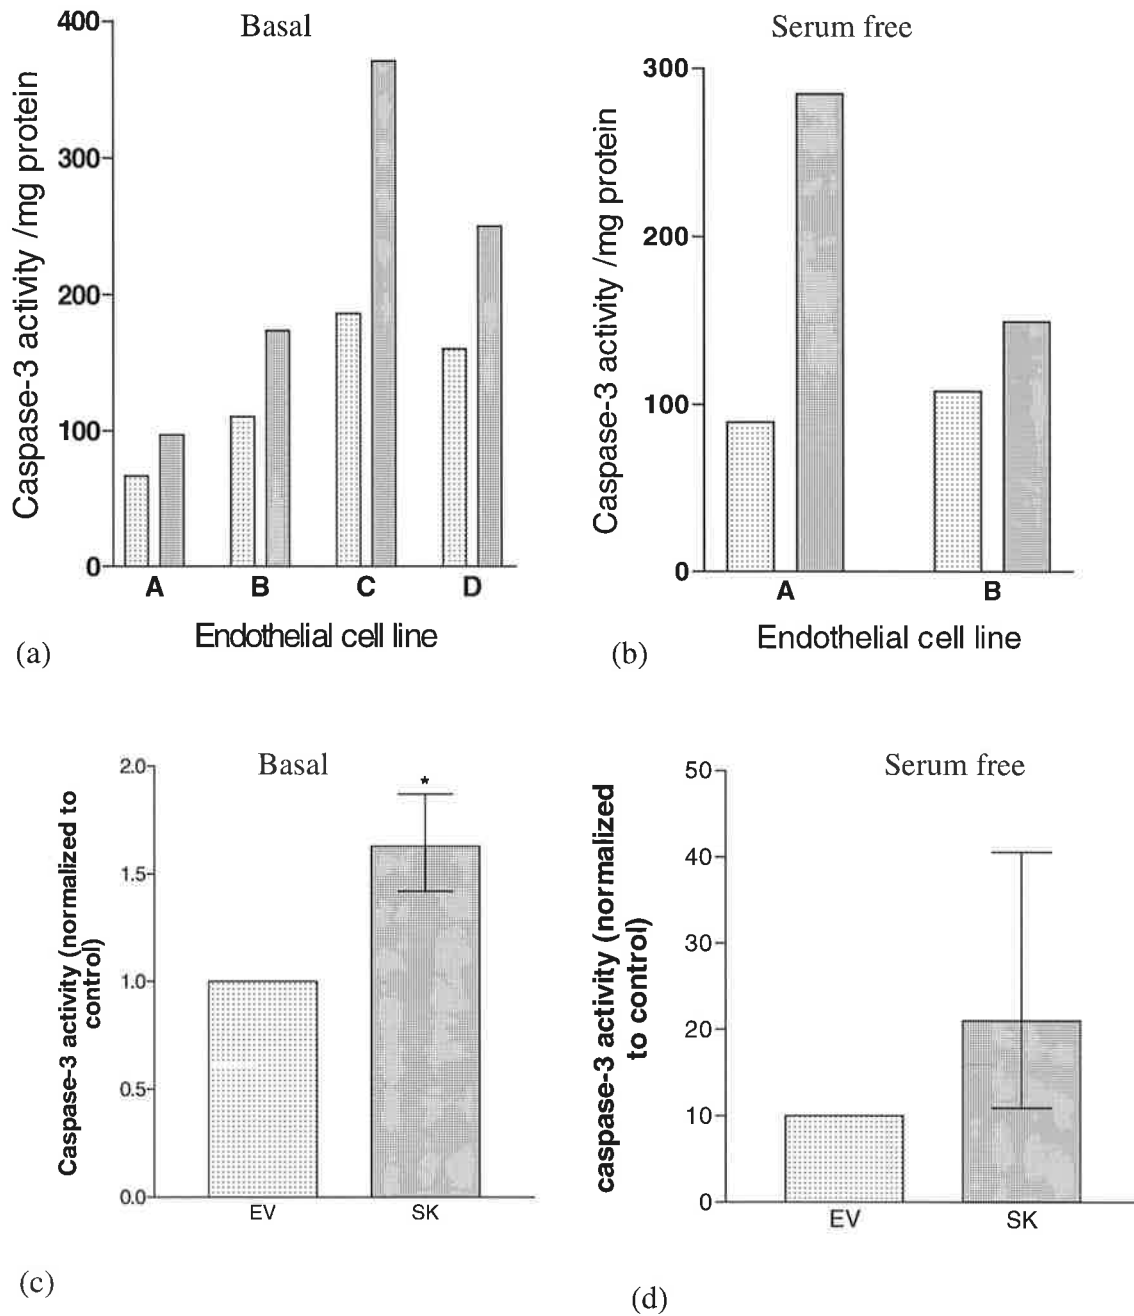 Basal
400
300
200
100
0
Caspase-3 activity /mg protein
A B C D
Endothelial cell line
(a)
Serum free
300
200
100
0
Caspase-3 activity /mg protein
A B
Endothelial cell line
(b)
Basal
2.0
1.5
1.0
0.5
0.0
Caspase-3 activity (normalized to
control)
*
EV SK
(c)
Serum free
50
40
30
20
10
0
caspase-3 activity (normalized
to control)
EV SK
(d)